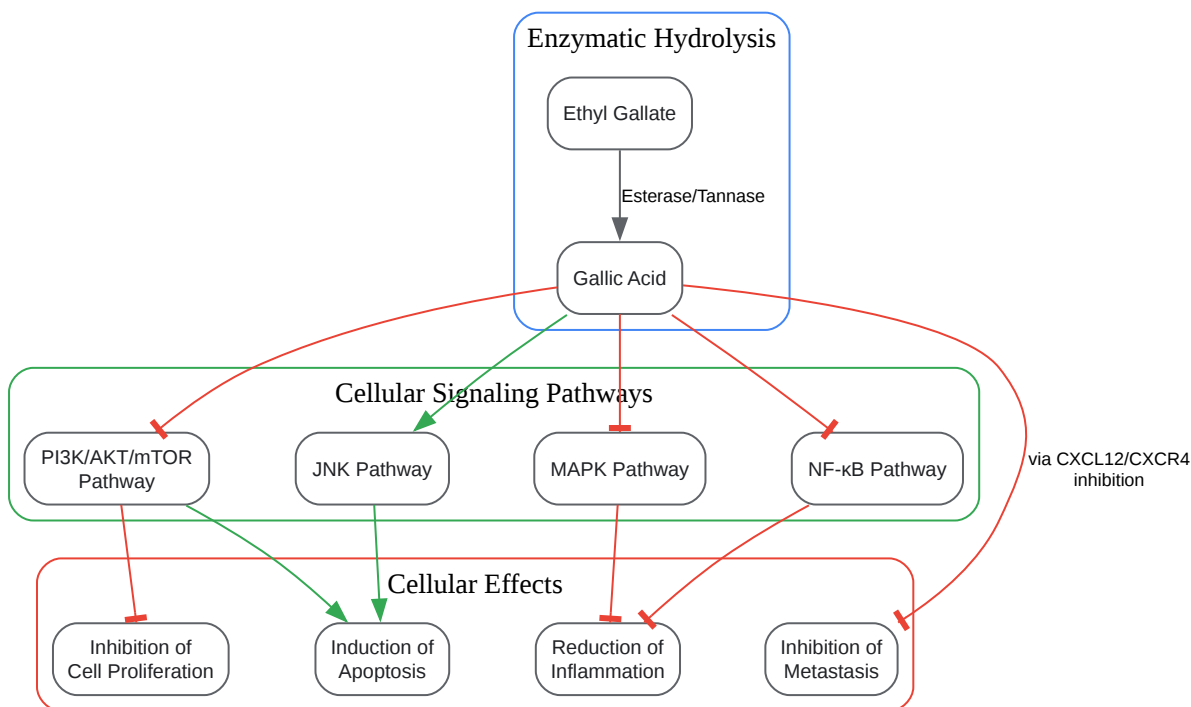 Enzymatic Hydrolysis
Ethyl Gallate
Esterase/Tannase
Gallic Acid
Cellular Signaling Pathways
PI3K/AKT/mTOR
Pathway
JNK Pathway
MAPK Pathway
NF-κB Pathway
via CXCL12/CXCR4
inhibition
Cellular Effects
Inhibition of
Cell Proliferation
Induction of
Apoptosis
Reduction of
Inflammation
Inhibition of
Metastasis